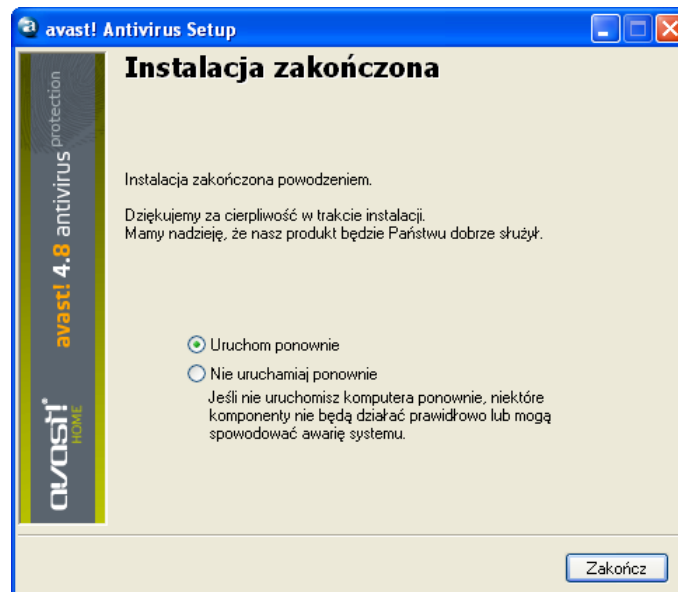 avast! Antivirus Setup
Instalacja zakończona
Instalacja zakończona powodzeniem.
Dziękujemy za cierpliwość w trakcie instalacji.
Mamy nadzieję, że nasz produkt będzie Państwu dobrze służył.
Uruchom ponownie
Nie uruchamiaj ponownie
Jeśli nie uruchomisz komputera ponownie, niektóre
komponenty nie będą działać prawidłowo lub mogą
spowodować awarię systemu.
avast! 4.8 antivirus protection
avast!
HOME
Zakończ